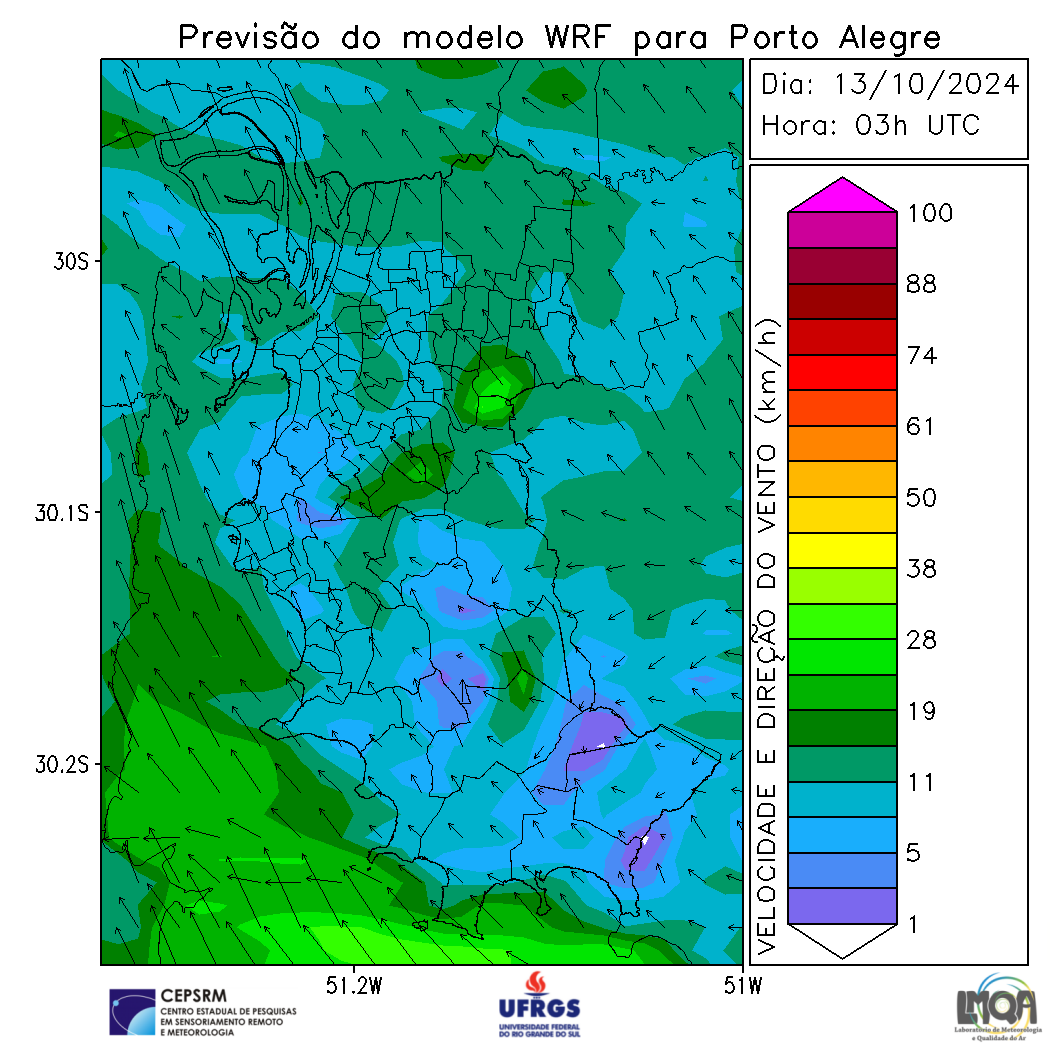 Previsão do modelo WRF para Porto Alegre
Dia: 13/10/2024
Hora: 03h UTC
30S
30.1S
30.2S
51.2W
51W
VELOCIDADE E DIREÇÃO DO VENTO (km/h)
100
88
74
61
50
38
28
19
11
5
1
CEPSRM
CENTRO ESTADUAL DE PESQUISAS
EM SENSORIAMENTO REMOTO
E METEOROLOGIA
UFRGS
UNIVERSIDADE FEDERAL
DO RIO GRANDE DO SUL
LMQA
Laboratório de Meteorologia
e Qualidade do Ar